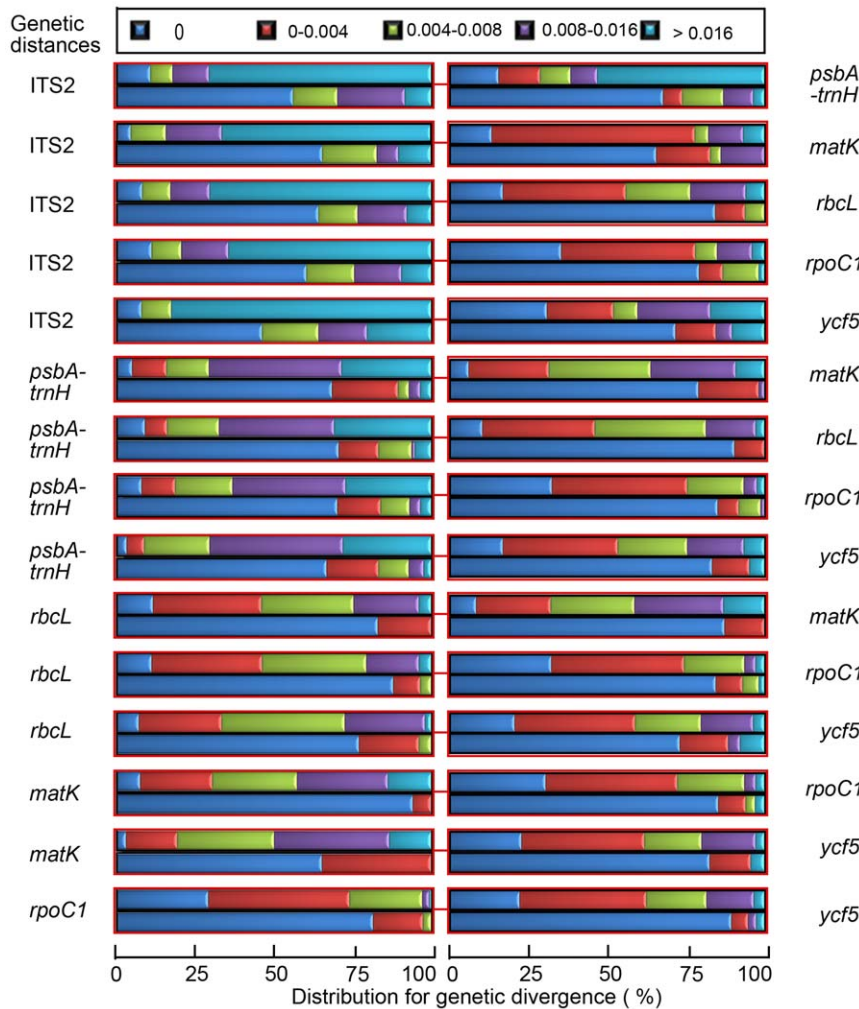 Genetic distances
0 0-0.004 0.004-0.008 0.008-0.016 > 0.016
ITS2 psbA-trnH
ITS2 matK
ITS2 rbcL
ITS2 rpoC1
ITS2 ycf5
psbA-trnH matK
psbA-trnH rbcL
psbA-trnH rpoC1
psbA-trnH ycf5
rbcL matK
rbcL rpoC1
rbcL ycf5
matK rpoC1
matK ycf5
rpoC1 ycf5
0 25 50 75 100 0 25 50 75 100
Distribution for genetic divergence ( %)